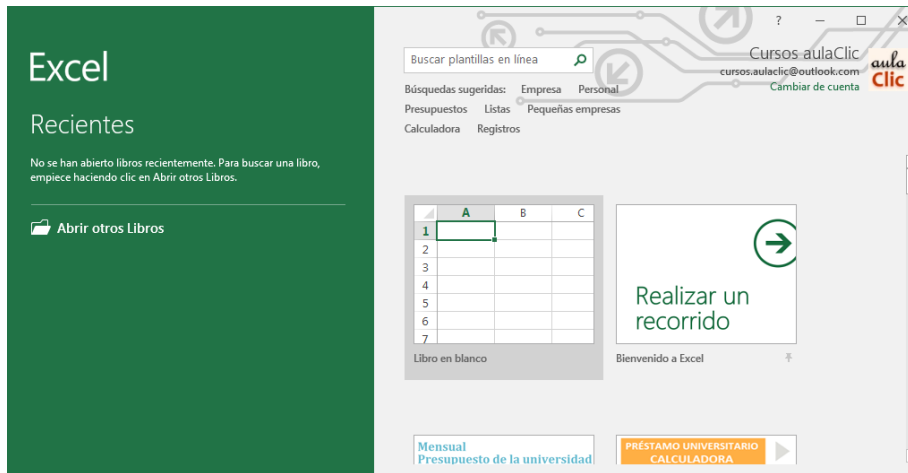 Excel
Recientes
No se han abierto libros recientemente. Para buscar una libro,
empiece haciendo clic en Abrir otros Libros.
Abrir otros Libros
?
Buscar plantillas en línea
Cursos aulaClic
cursos.aulaclic@outlook.com
Cambiar de cuenta
aula
Clic
Búsquedas sugeridas: Empresa Personal
Presupuestos Listas Pequeñas empresas
Calculadora Registros
A B C
1
2
3
4
5
6
7
Libro en blanco
Realizar un
recorrido
Bienvenido a Excel
Mensual
Presupuesto de la universidad
PRÉSTAMO UNIVERSITARIO
CALCULADORA